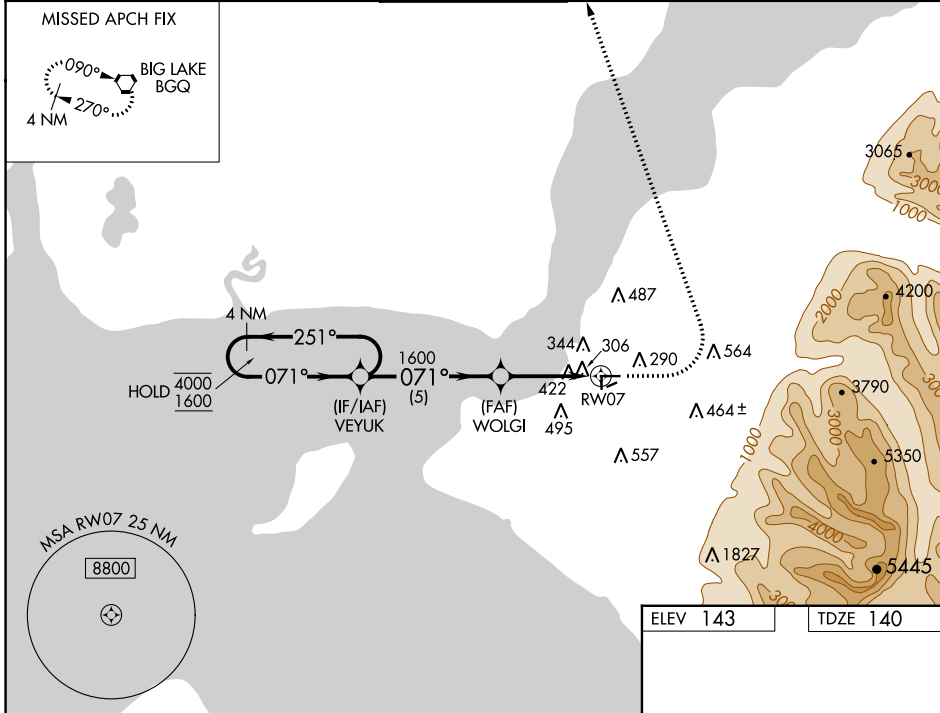 MISSED APCH FIX
090°
BIG LAKE
BGQ
270°
4 NM
3065
3000
1000
4200
2000
487
4 NM
251°
344
306
290
564
1600
HOLD
4000
1600
071°
071°
(5)
422
RW07
3790
(IF/IAF)
VEYUK
(FAF)
WOLGI
495
464±
3000
1000
557
5350
4000
MSA RW07 25 NM
8800
1827
5445
300
ELEV 143
TDZE 140